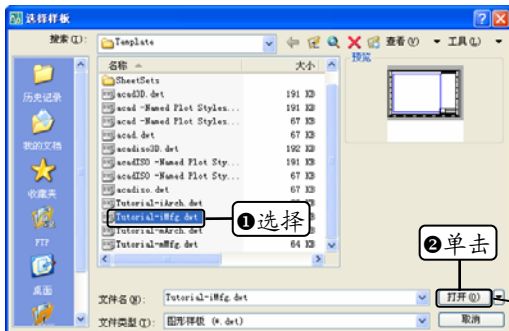 选择样板
搜索(I): Template 查看(V) 工具(L)
名称 大小 预览
SheetSets
acad3D.dwt 191 KB
acad -Named Plot Styles... 191 KB
acad -Named Plot Styles... 67 KB
acad.dwt 67 KB
acadiso3D.dwt 192 KB
acadISO -Named Plot Sty... 191 KB
acadISO -Named Plot Sty... 67 KB
acadiso.dwt 67 KB
Tutorial-iArch.dwt
Tutorial-iMfg.dwt
Tutorial-mArch.dwt
Tutorial-mMfg.dwt 64 KB
历史记录
我的文档
收藏夹
FTP
桌面
❶选择
❷单击
文件名(N): Tutorial-iMfg.dwt 打开(O)
文件类型(T): 图形样板 (*.dwt) 取消